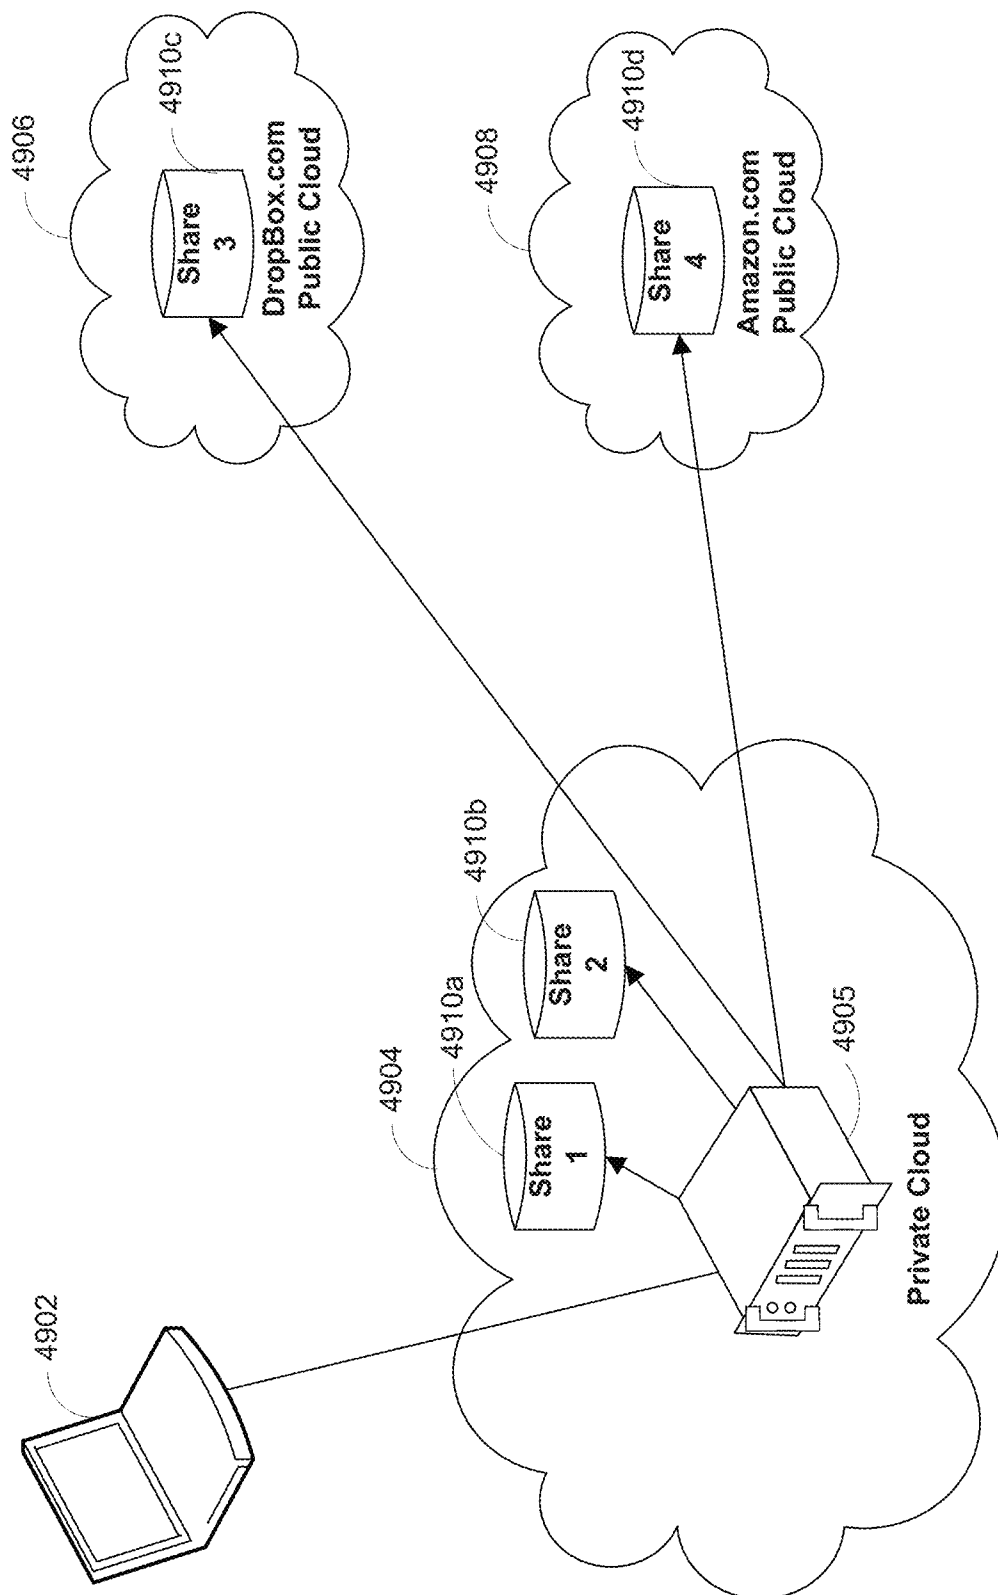 4902
4904
4910a
Share
1
4910b
Share
2
4905
Private Cloud
4906
4910c
Share
3
DropBox.com
Public Cloud
4908
4910d
Share
4
Amazon.com
Public Cloud